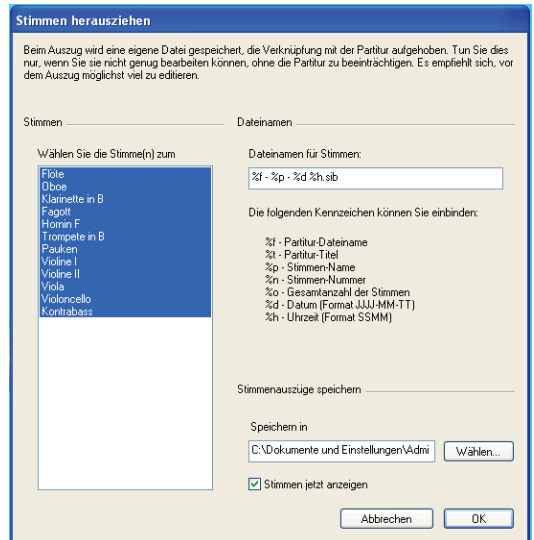 Stimmen herausziehen
Beim Auszug wird eine eigene Datei gespeichert, die Verknüpfung mit der Partitur aufgehoben. Tun Sie dies
nur, wenn Sie sie nicht genug bearbeiten können, ohne die Partitur zu beeinträchtigen. Es empfiehlt sich, vor
dem Auszug möglichst viel zu editieren.
Stimmen
Wählen Sie die Stimme(n) zum
Flöte
Oboe
Klarinette in B
Fagott
Hornin F
Trompete in B
Pauken
Violine I
Violine II
Viola
Violoncello
Kontrabass
Dateinamen
Dateinamen für Stimmen:
%f - %p - %d %h.sib
Die folgenden Kennzeichen können Sie einbinden:
%f - Partitur-Dateiname
%t - Partitur-Titel
%p - Stimmen-Name
%n - Stimmen-Nummer
%o - Gesamtanzahl der Stimmen
%d - Datum (Format JJJJ-MM-TT)
%h - Uhrzeit (Format SSMM)
Stimmenauszüge speichern
Speichern in
C:\Dokumente und Einstellungen\Admi
Wählen...
Stimmen jetzt anzeigen
Abbrechen
OK